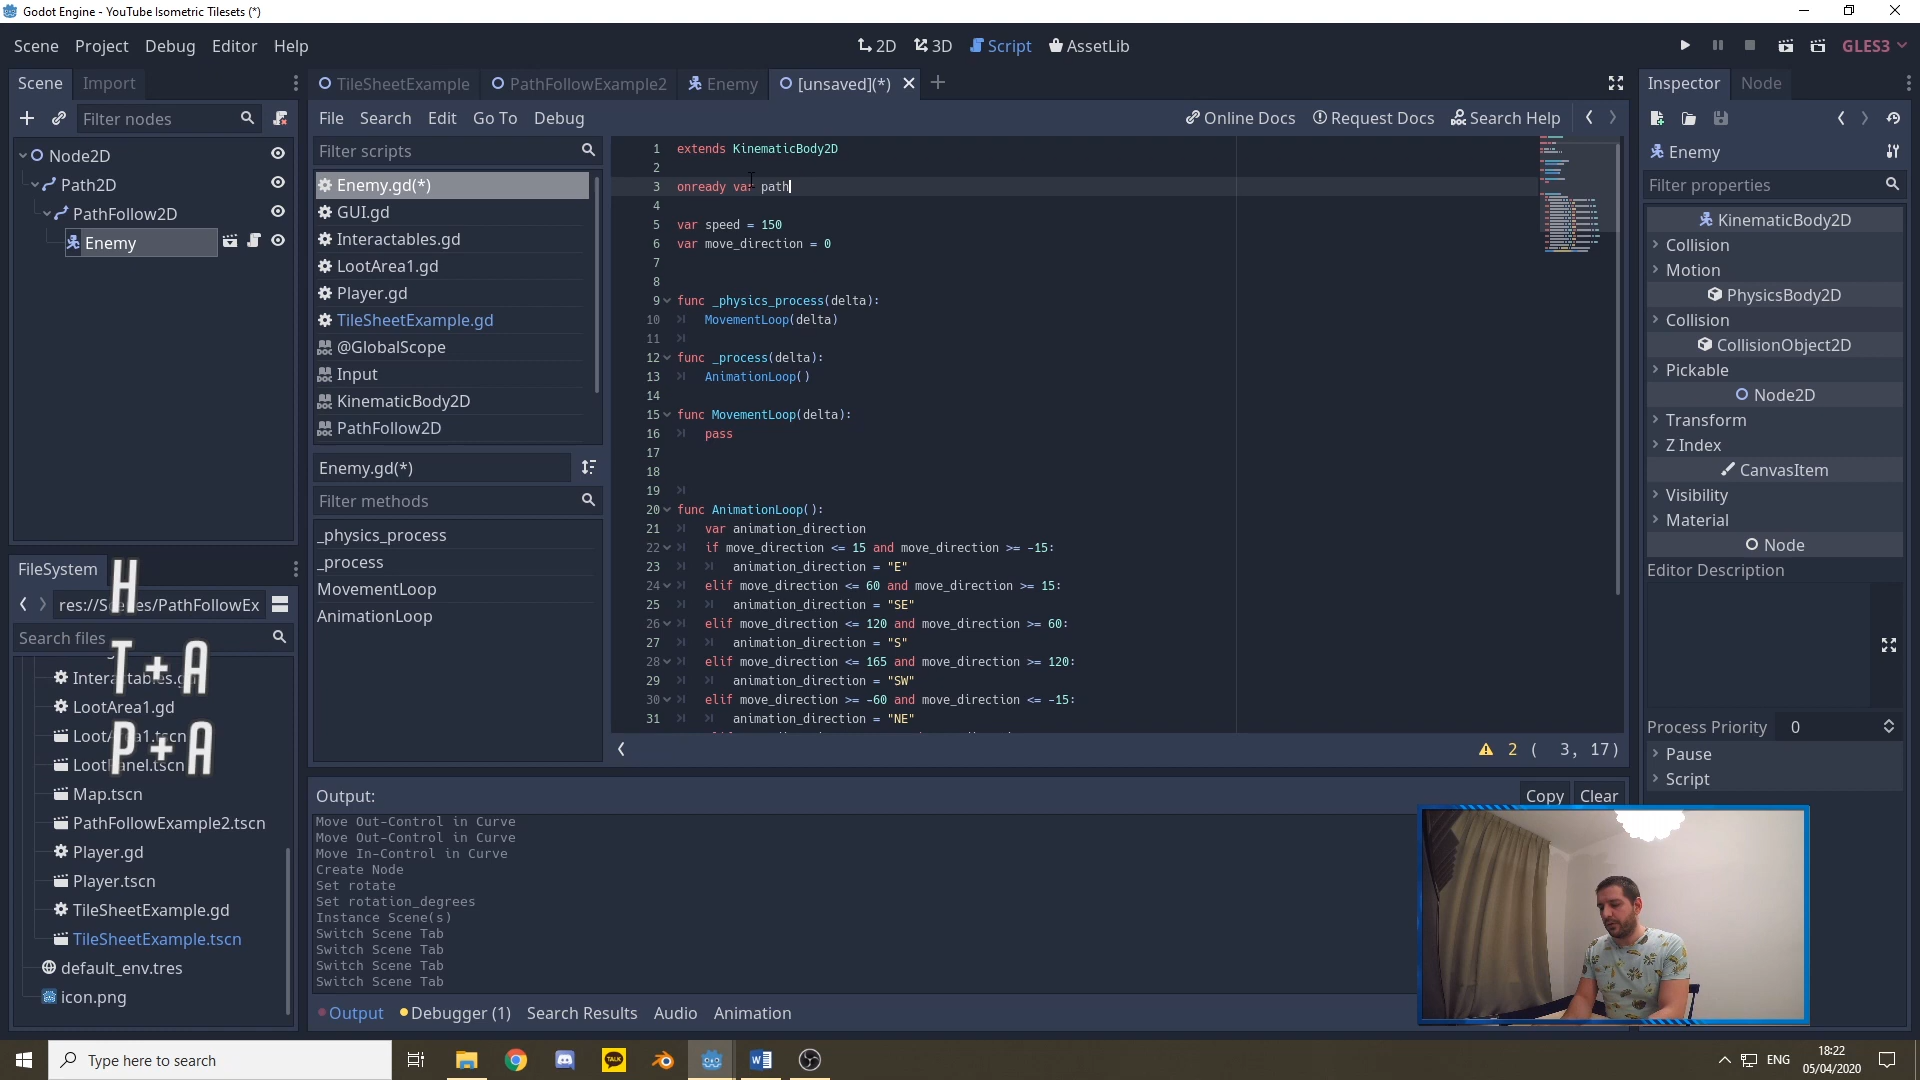 Godot Engine - YouTube Isometric Tilesets (*)
Scene Project Debug Editor Help
2D 3D Script AssetLib
GLES3
Scene Import
TileSheetExample PathFollowExample2 Enemy [unsaved](*)
Inspector Node
Filter nodes
File Search Edit Go To Debug
Online Docs Request Docs Search Help
Node2D
Path2D
PathFollow2D
Enemy
Filter scripts
Enemy.gd(*)
GUI.gd
Interactables.gd
LootArea1.gd
Player.gd
TileSheetExample.gd
@GlobalScope
Input
KinematicBody2D
PathFollow2D
Enemy.gd(*)
Filter methods
_physics_process
_process
MovementLoop
AnimationLoop
1 extends KinematicBody2D
2
3 onready var path
4
5 var speed = 150
6 var move_direction = 0
7
8
9 func _physics_process(delta):
10 MovementLoop(delta)
11
12 func _process(delta):
13 AnimationLoop()
14
15 func MovementLoop(delta):
16 pass
17
18
19
20 func AnimationLoop():
21 var animation_direction
22 if move_direction <= 15 and move_direction >= -15:
23 animation_direction = "E"
24 elif move_direction <= 60 and move_direction >= 15:
25 animation_direction = "SE"
26 elif move_direction <= 120 and move_direction >= 60:
27 animation_direction = "S"
28 elif move_direction <= 165 and move_direction >= 120:
29 animation_direction = "SW"
30 elif move_direction >= -60 and move_direction <= -15:
31 animation_direction = "NE"
2 ( 3, 17)
Enemy
Filter properties
KinematicBody2D
Collision
Motion
PhysicsBody2D
Collision
CollisionObject2D
Pickable
Node2D
Transform
Z Index
CanvasItem
Visibility
Material
Node
Editor Description
Process Priority 0
Pause
Script
FileSystem
res://Scenes/PathFollowEx
Search files
Interactables.gd
LootArea1.gd
LootArea1.tscn
LootPanel.tscn
Map.tscn
PathFollowExample2.tscn
Player.gd
Player.tscn
TileSheetExample.gd
TileSheetExample.tscn
default_env.tres
icon.png
H
T + A
P + A
Output:
Copy Clear
Move Out-Control in Curve
Move Out-Control in Curve
Move In-Control in Curve
Create Node
Set rotate
Set rotation_degrees
Instance Scene(s)
Switch Scene Tab
Switch Scene Tab
Switch Scene Tab
Switch Scene Tab
Output Debugger (1) Search Results Audio Animation
Type here to search
TALK
ENG
18:22
05/04/2020